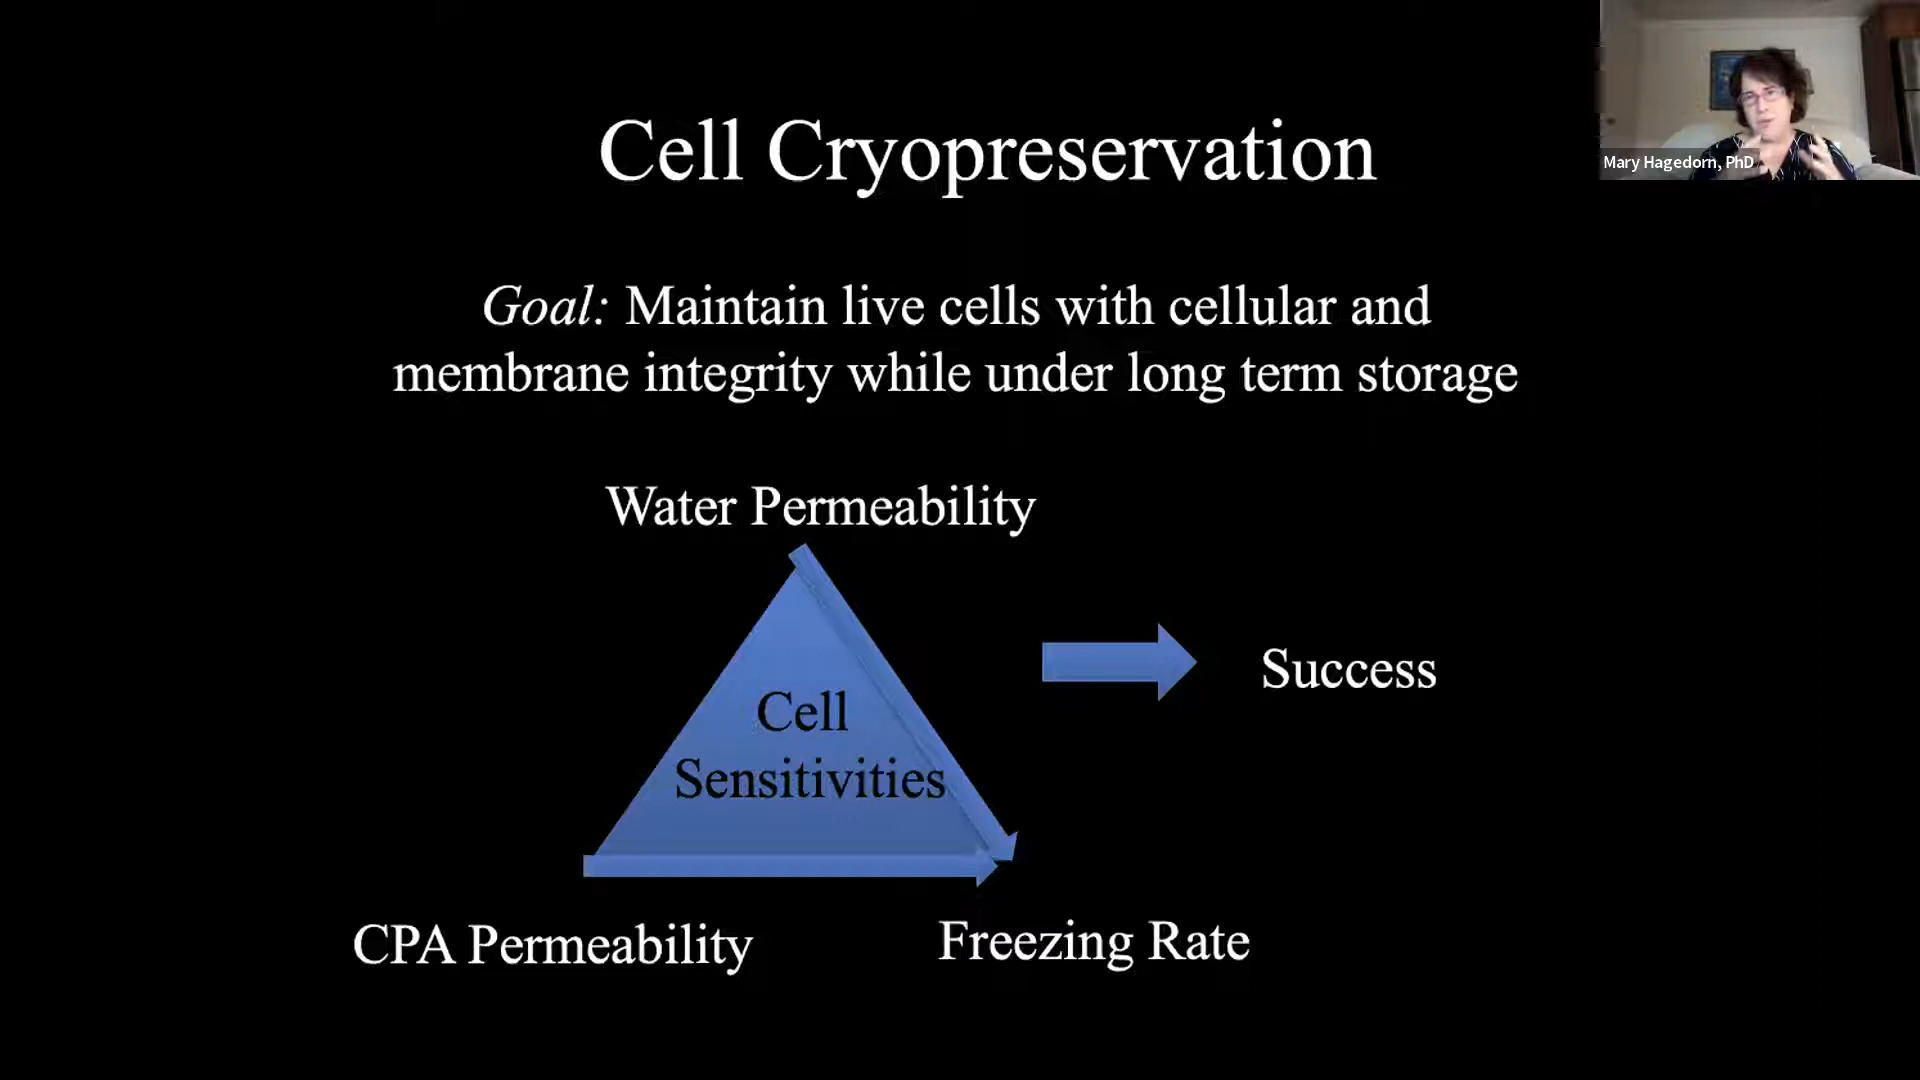 Cell Cryopreservation
Mary Hagedorn, PhD
Goal: Maintain live cells with cellular and
membrane integrity while under long term storage
Water Permeability
Cell
Sensitivities
Success
CPA Permeability
Freezing Rate